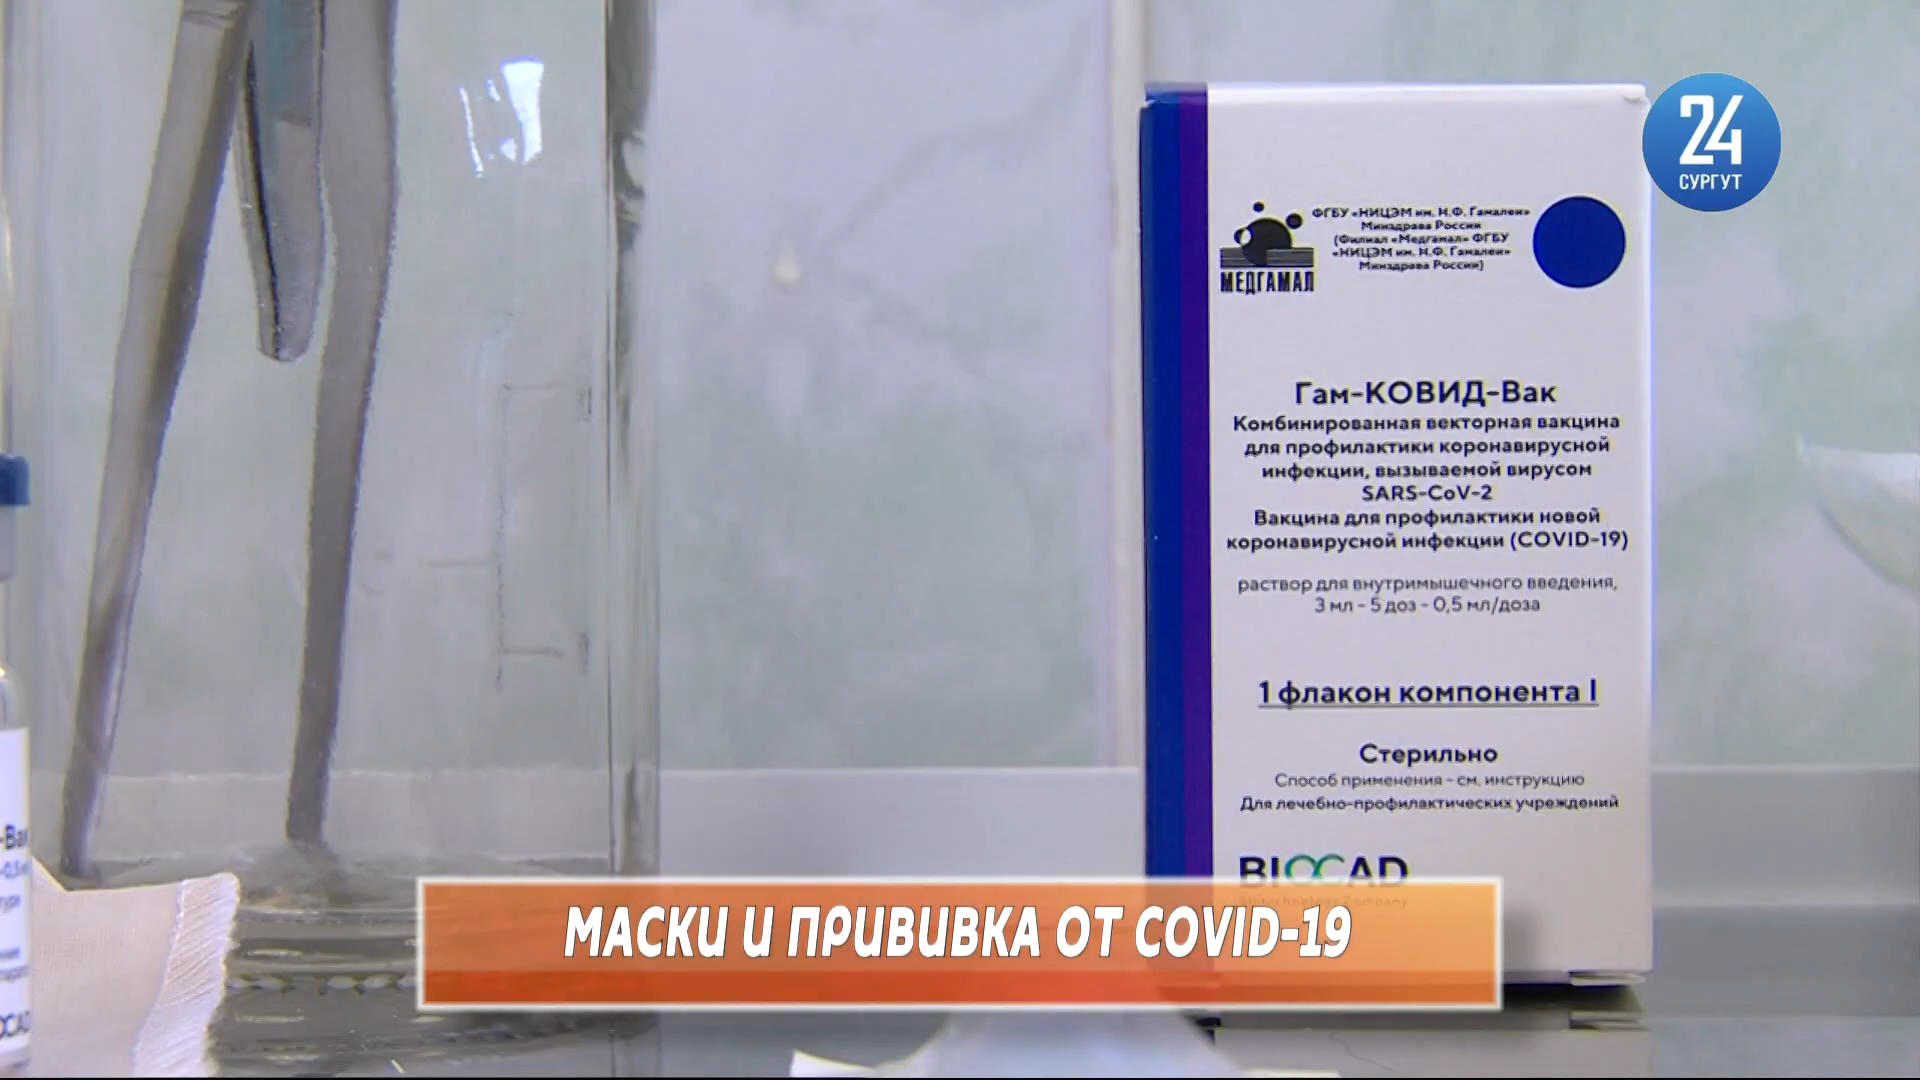 24
СУРГУТ
ФГБУ «НИЦЭМ им. Н.Ф. Гамалеи»
Минздрава России
(Филиал «Медгамал» ФГБУ
«НИЦЭМ им. Н.Ф. Гамалеи»
Минздрава России)
МЕДГАМАЛ
Гам-КОВИД-Вак
Комбинированная векторная вакцина
для профилактики коронавирусной
инфекции, вызываемой вирусом
SARS-CoV-2
Вакцина для профилактики новой
коронавирусной инфекции (COVID-19)
раствор для внутримышечного введения,
3 мл - 5 доз - 0,5 мл/доза
1 флакон компонента I
Стерильно
Способ применения - см. инструкцию
Для лечебно-профилактических учреждений
BIOCAD
МАСКИ И ПРИВИВКА ОТ COVID-19